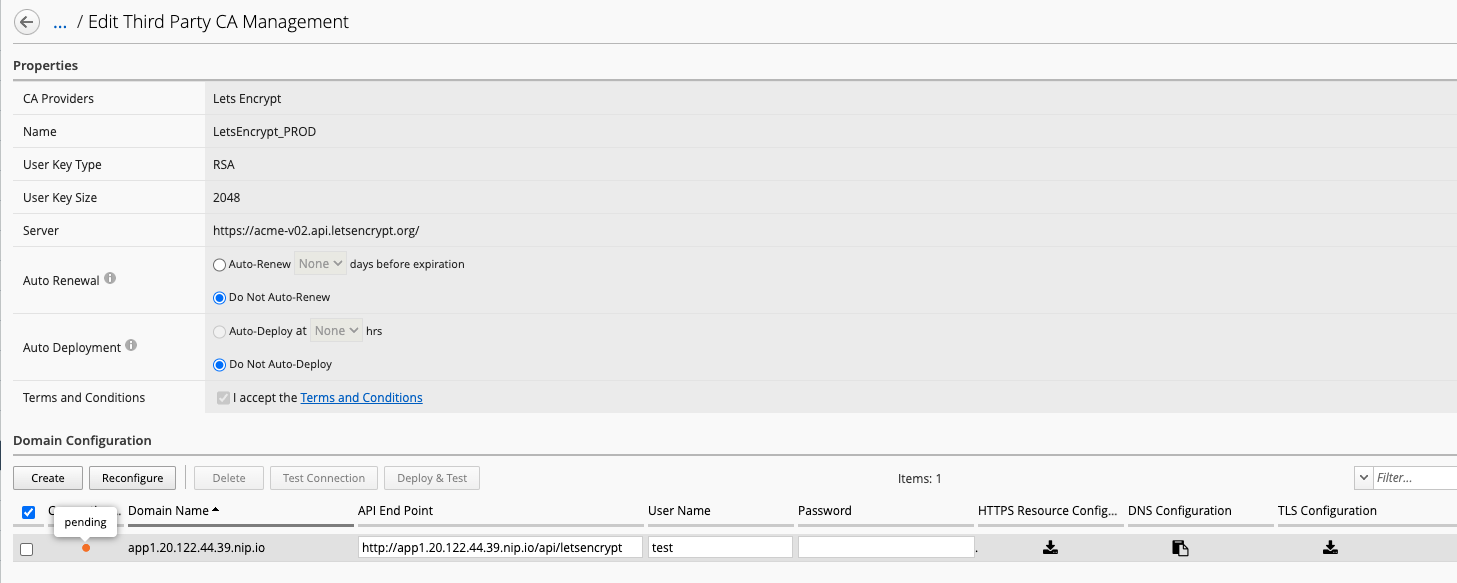 ... / Edit Third Party CA Management
Properties
CA Providers Lets Encrypt
Name LetsEncrypt_PROD
User Key Type RSA
User Key Size 2048
Server https://acme-v02.api.letsencrypt.org/
Auto Renewal Auto-Renew None days before expiration
Do Not Auto-Renew
Auto Deployment Auto-Deploy at None hrs
Do Not Auto-Deploy
Terms and Conditions I accept the Terms and Conditions
Domain Configuration
Create Reconfigure Delete Test Connection Deploy & Test Items: 1 Filter...
pending Domain Name API End Point User Name Password HTTPS Resource Config... DNS Configuration TLS Configuration
app1.20.122.44.39.nip.io http://app1.20.122.44.39.nip.io/api/letsencrypt test .